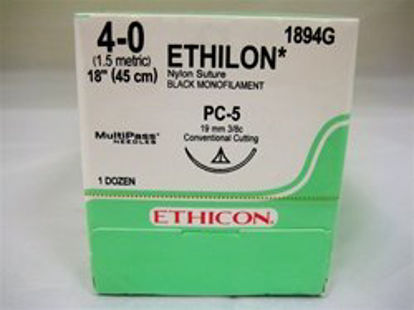 4-0
(1.5 metric)
18" (45 cm)
ETHILON*
Nylon Suture
BLACK MONOFILAMENT
1894G
PC-5
19 mm 3/8c
Conventional Cutting
MultiPass*
NEEDLES
1 DOZEN
ETHICON